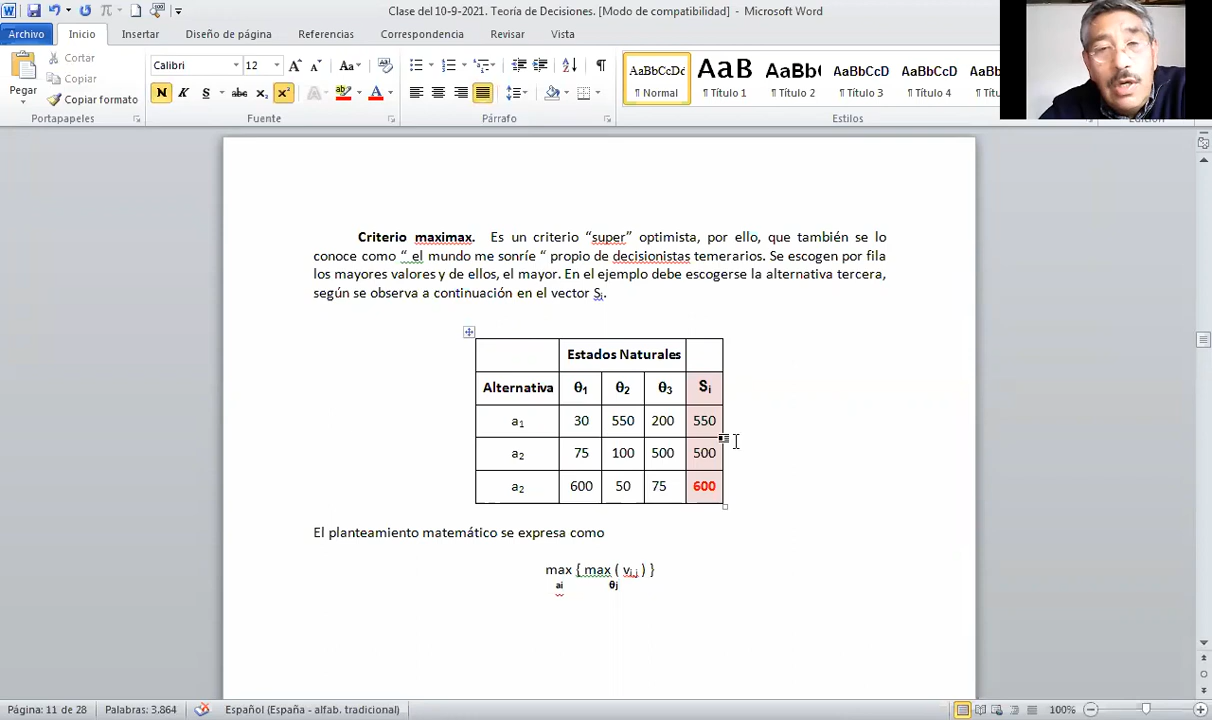 Clase del 10-9-2021. Teoría de Decisiones. [Modo de compatibilidad] - Microsoft Word
Archivo Inicio Insertar Diseño de página Referencias Correspondencia Revisar Vista
Cortar
Copiar
Copiar formato
Pegar
Calibri 12
N K S abc x₂ x²
AaBbCcDc AaB AaBb( AaBbCcD AaBbCcD AaB
¶ Normal Título 1 Título 2 Título 3 Título 4 Títu
Portapapeles Fuente Párrafo Estilos Edición
Criterio maximax. Es un criterio “super” optimista, por ello, que también se lo
conoce como “ el mundo me sonríe “ propio de decisionistas temerarios. Se escogen por fila
los mayores valores y de ellos, el mayor. En el ejemplo debe escogerse la alternativa tercera,
según se observa a continuación en el vector Sᵢ.
Estados Naturales
Alternativa θ₁ θ₂ θ₃ Sᵢ
a₁ 30 550 200 550
a₂ 75 100 500 500
a₂ 600 50 75 600
El planteamiento matemático se expresa como
max { max ( vᵢⱼ ) }
ai θj
Página: 11 de 28 Palabras: 3.864 Español (España - alfab. tradicional) 100%